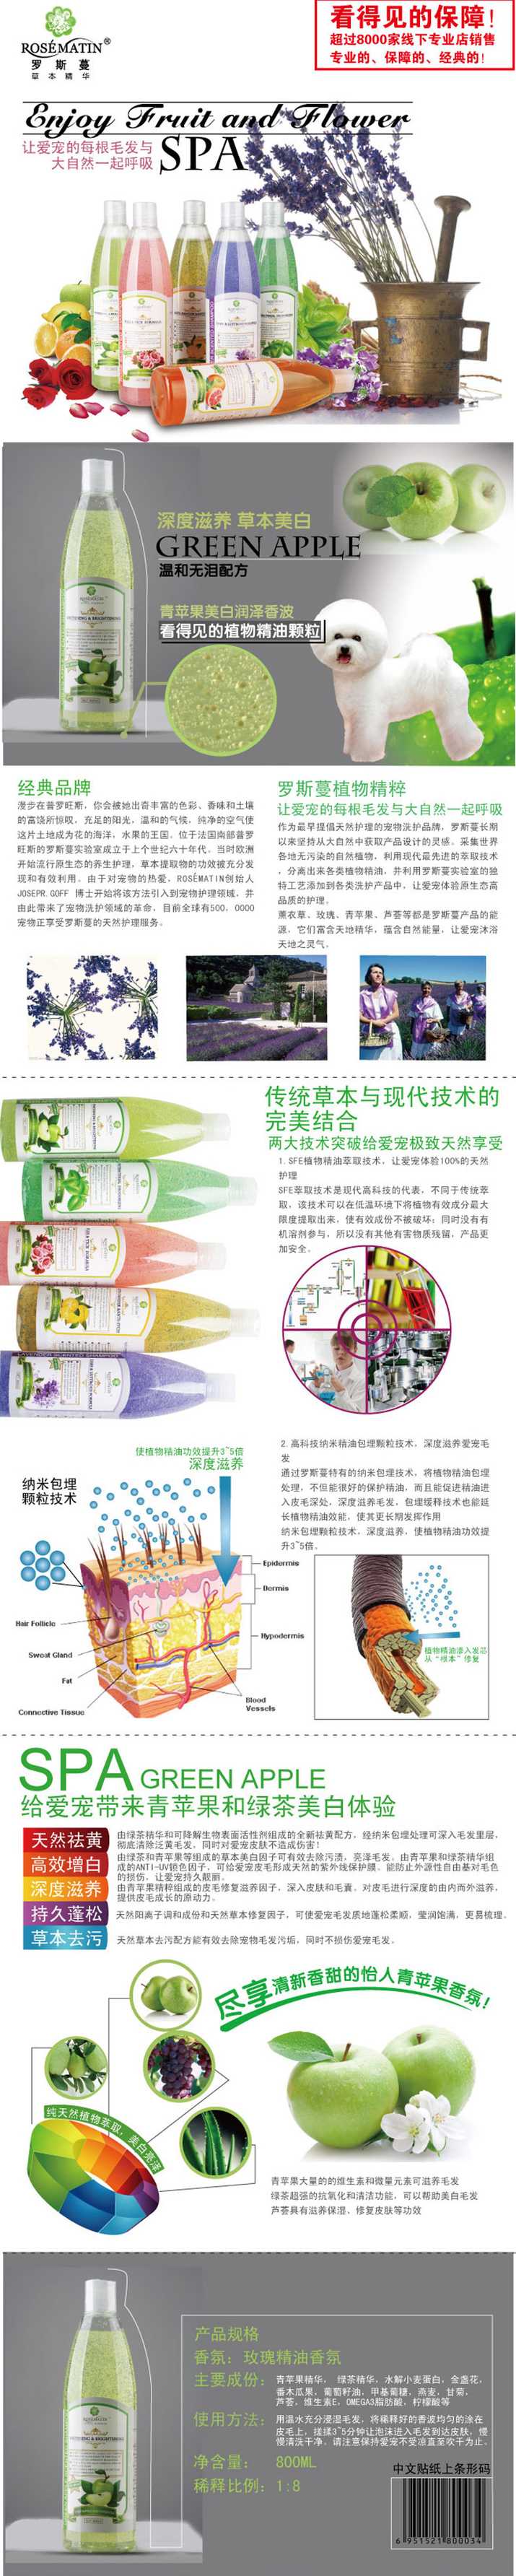 ROSÉMATIN®
罗斯蔓
草本精华
看得见的保障!
超过8000家线下专业店销售
专业的、保障的、经典的!
Enjoy Fruit and Flower
SPA
让爱宠的每根毛发与
大自然一起呼吸
深度滋养 草本美白
GREEN APPLE
温和无泪配方
青苹果美白润泽香波
看得见的植物精油颗粒
经典品牌
漫步在普罗旺斯，你会被她出奇丰富的色彩、香味和土壤
的富饶所惊叹，充足的阳光，温和的气候，纯净的空气使
这片土地成为花的海洋，水果的王国。位于法国南部普罗
旺斯的罗斯蔓实验室成立于上个世纪六十年代，当时欧洲
开始流行原生态的养生护理，草本提取物的功效被充分发
现和有效利用。由于对宠物的热爱，ROSÊMATIN创始人
JOSEPR.GOFF 博士开始将该方法引入到宠物护理领域，并
由此带来了宠物洗护领域的革命，目前全球有500，0000
宠物正享受罗斯蔓的天然护理服务。
罗斯蔓植物精粹
让爱宠的每根毛发与大自然一起呼吸
作为最早提倡天然护理的宠物洗护品牌，罗斯蔓长期
以来坚持从大自然中获取产品设计的灵感。采集世界
各地无污染的自然植物，利用现代最先进的萃取技术
，分离出来各类植物精油，并利用罗斯蔓实验室的独
特工艺添加到各类洗护产品中，让爱宠体验原生态高
品质的护理。
薰衣草、玫瑰、青苹果、芦荟等都是罗斯蔓产品的能
源，它们富含天地精华，蕴含自然能量，让爱宠沐浴
天地之灵气。
传统草本与现代技术的
完美结合
两大技术突破给爱宠极致天然享受
1.SFE植物精油萃取技术，让爱宠体验100%的天然
护理
SFE萃取技术是现代高科技的代表，不同于传统萃
取，该技术可以在低温环境下将植物有效成分最大
限度提取出来，使有效成份不被破坏；同时没有有
机溶剂参与，所以没有其他有害物质残留，产品更
加安全。
2.高科技纳米精油包埋颗粒技术，深度滋养爱宠毛
发
通过罗斯蔓特有的纳米包埋技术，将植物精油包埋
处理，不但能很好的保护精油，而且能促进精油进
入皮毛深处，深度滋养毛发，包埋缓释技术也能延
长植物精油效能，使其更长期发挥作用
纳米包埋颗粒技术，深度滋养，使植物精油功效提
升3~5倍。
使植物精油功效提升3~5倍
深度滋养
纳米包埋
颗粒技术
Epidermis
Dermis
Hypodermis
Hair Follicle
Sweat Gland
Fat
Connective Tissue
Blood
Vessels
植物精油渗入发芯
从“根本”修复
SPA GREEN APPLE
给爱宠带来青苹果和绿茶美白体验
天然祛黄
由绿茶精华和可降解生物表面活性剂组成的全新祛黄配方，经纳米包埋处理可深入毛发里层，
彻底清除泛黄毛发，同时对爱宠皮肤不造成伤害！
高效增白
由绿茶和青苹果等组成的草本美白因子可有效去除污渍，亮泽毛发。由青苹果和绿茶精华组
成的ANTI-UV锁色因子，可给爱宠皮毛形成天然的紫外线保护膜，能防止外源性自由基对毛色
的损伤，让爱宠持久靓丽。
深度滋养
由青苹果精粹组成的皮毛修复滋养因子，深入皮肤和毛囊，对皮毛进行深度的由内而外滋养，
提供皮毛成长的原动力。
持久蓬松
天然阳离子调和成份和天然草本修复因子，可使爱宠毛发质地蓬松柔顺，莹润饱满，更易梳理。
草本去污
天然草本去污配方能有效去除宠物毛发污垢，同时不损伤爱宠毛发。
尽享清新香甜的怡人青苹果香氛!
纯天然植物萃取，美白亮泽
青苹果大量的的维生素和微量元素可滋养毛发
绿茶超强的抗氧化和清洁功能，可以帮助美白毛发
芦荟具有滋养保湿、修复皮肤等功效
产品规格
香氛：玫瑰精油香氛
主要成份：青苹果精华，绿茶精华，水解小麦蛋白，金盏花，
番木瓜果，葡萄籽油，甲基葡糖，燕麦，甘菊，
芦荟，维生素E，OMEGA3脂肪酸，柠檬酸等
使用方法：用温水充分浸湿毛发，将稀释好的香波均匀的涂在
皮毛上，搓揉3~5分钟让泡沫进入毛发到达皮肤，慢
慢清洗干净，请注意保持爱宠不受凉直至吹干为止。
净含量：800ML
稀释比例：1:8
中文贴纸上条形码
6 951521 800034